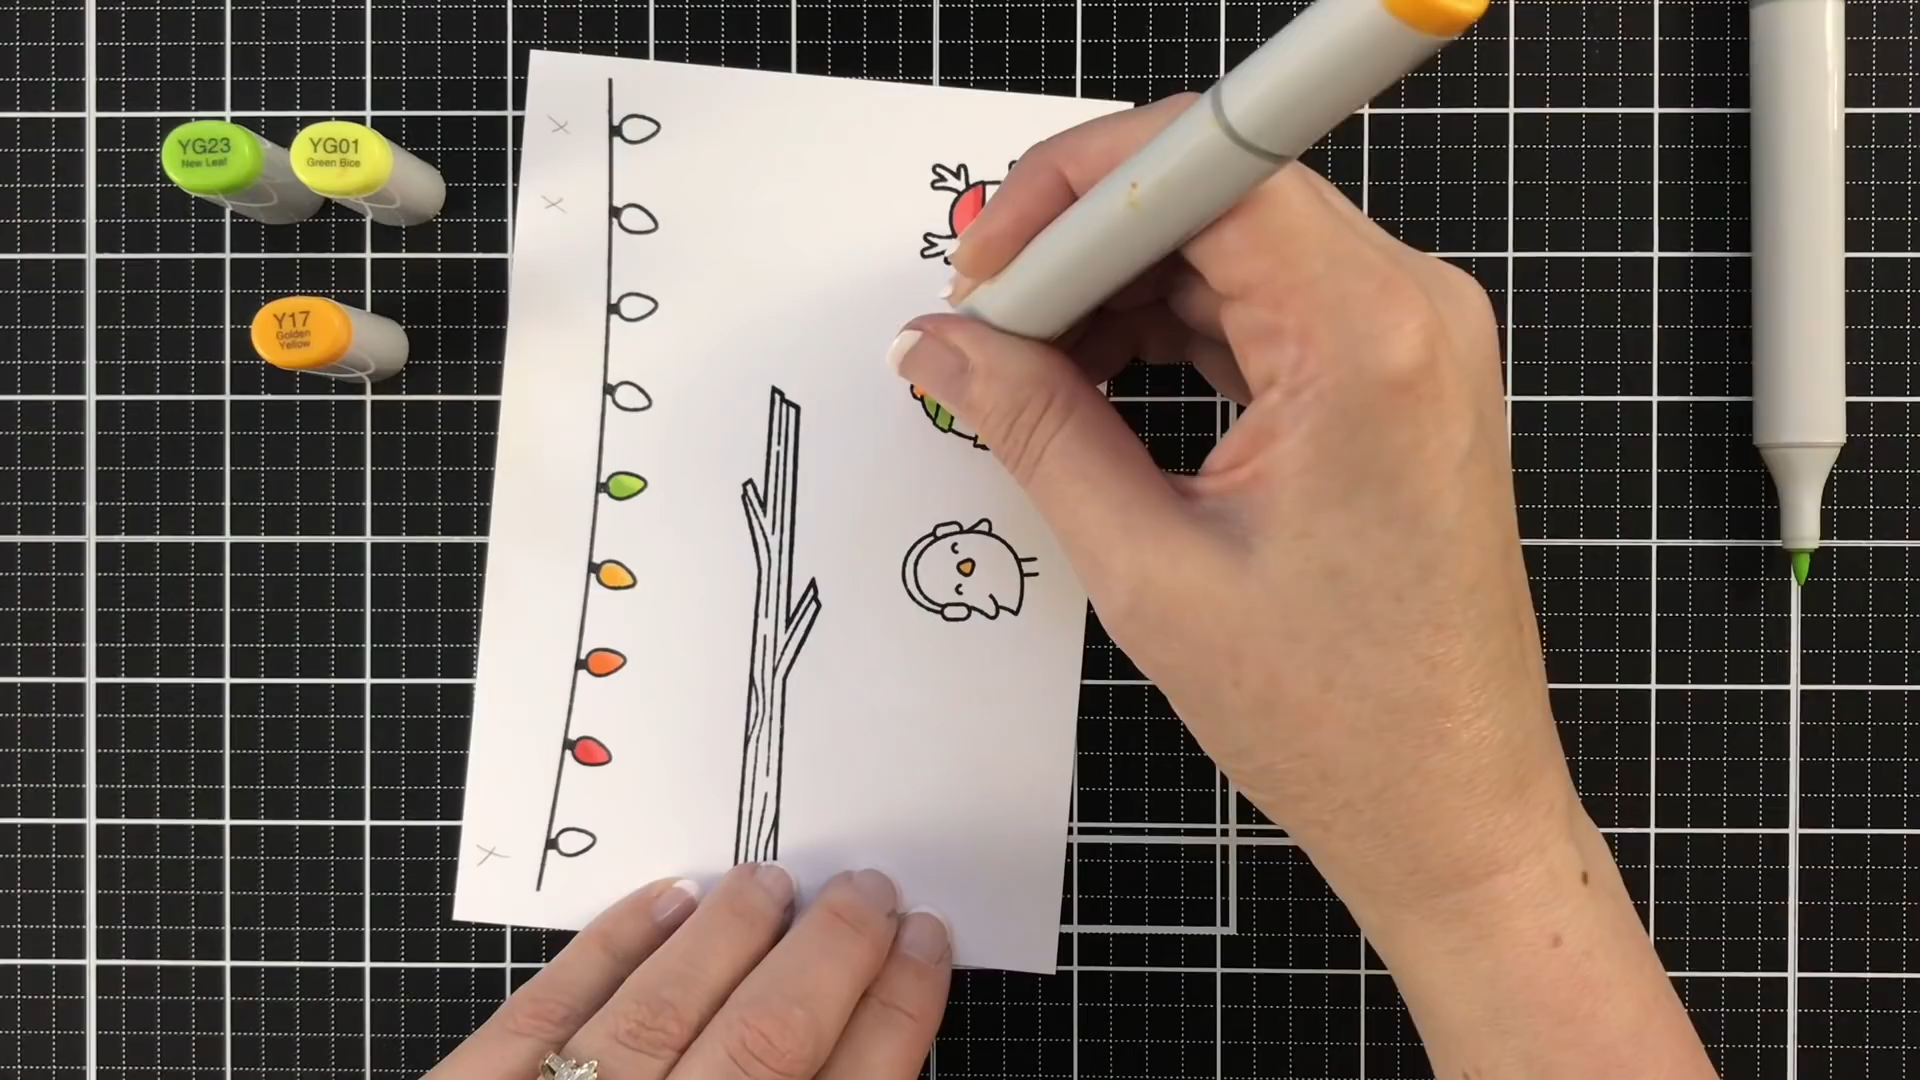 YG23
New Leaf
YG01
Green Bice
Y17
Golden
Yellow